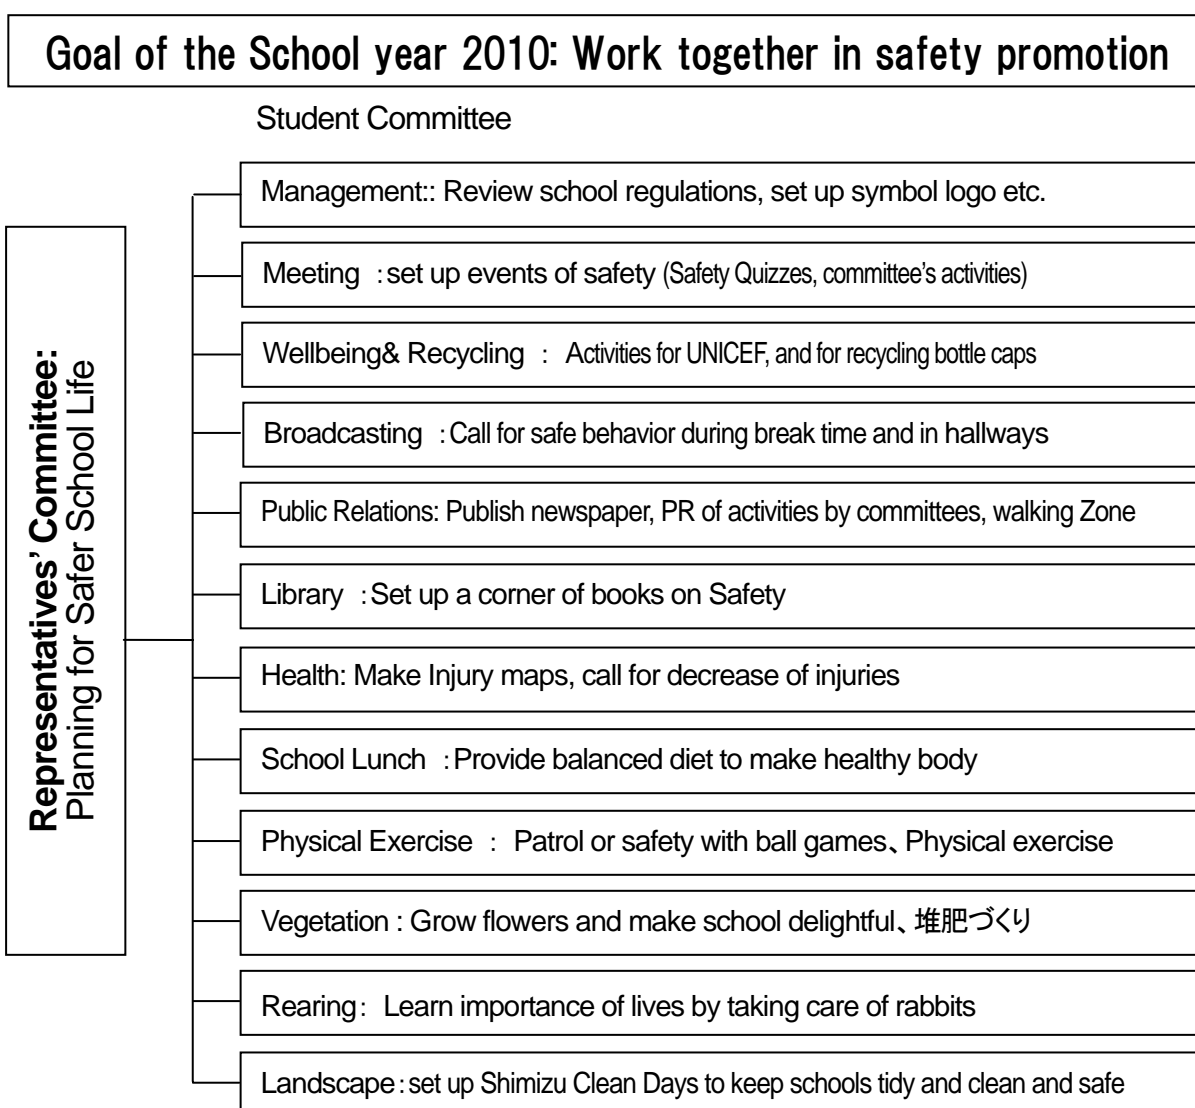 Goal of the School year 2010: Work together in safety promotion
Student Committee
Representatives' Committee:
Planning for Safer School Life
Management:: Review school regulations, set up symbol logo etc.
Meeting ：set up events of safety (Safety Quizzes, committee's activities)
Wellbeing& Recycling ： Activities for UNICEF, and for recycling bottle caps
Broadcasting ：Call for safe behavior during break time and in hallways
Public Relations: Publish newspaper, PR of activities by committees, walking Zone
Library ：Set up a corner of books on Safety
Health: Make Injury maps, call for decrease of injuries
School Lunch ：Provide balanced diet to make healthy body
Physical Exercise ： Patrol or safety with ball games、Physical exercise
Vegetation : Grow flowers and make school delightful、堆肥づくり
Rearing： Learn importance of lives by taking care of rabbits
Landscape：set up Shimizu Clean Days to keep schools tidy and clean and safe